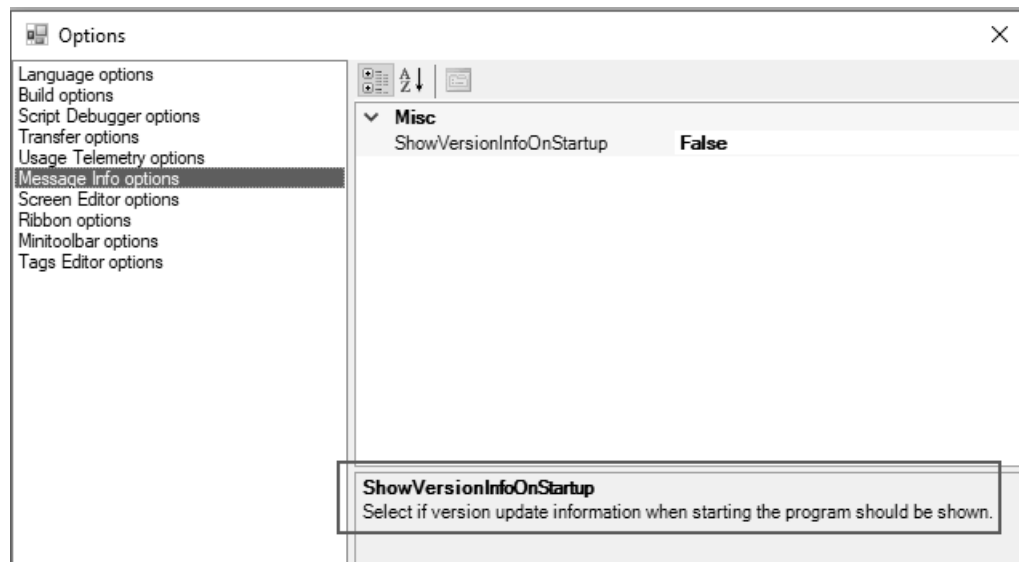 Options
Language options
Build options
Script Debugger options
Transfer options
Usage Telemetry options
Message Info options
Screen Editor options
Ribbon options
Minitoolbar options
Tags Editor options
A
Z
Misc
ShowVersionInfoOnStartup False
ShowVersionInfoOnStartup
Select if version update information when starting the program should be shown.